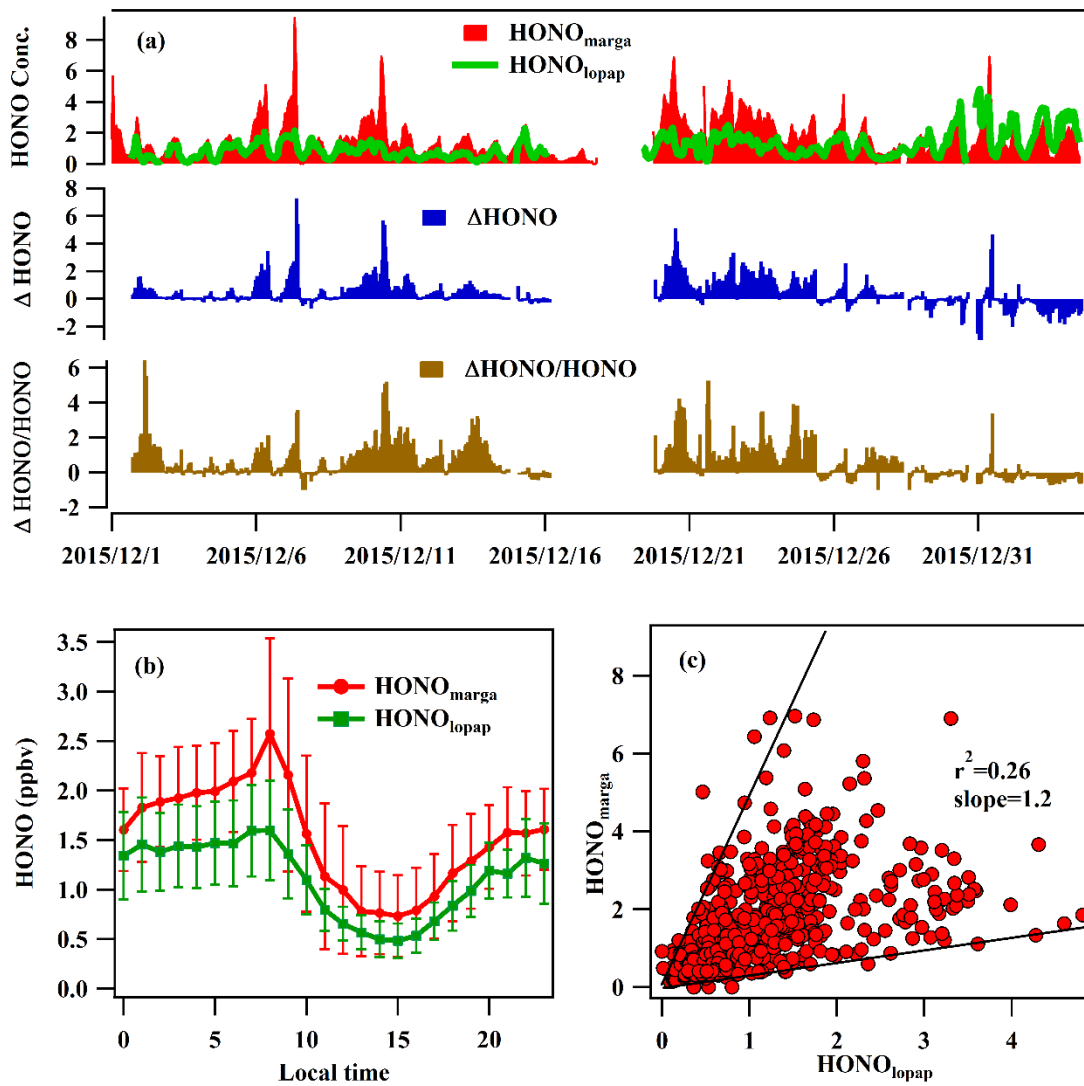 (a)
HONOmarga
HONOlopap
HONO Conc.
8
6
4
2
0
ΔHONO
Δ HONO
8
6
4
2
0
-2
ΔHONO/HONO
Δ HONO/HONO
6
4
2
0
-2
2015/12/1 2015/12/6 2015/12/11 2015/12/16 2015/12/21 2015/12/26 2015/12/31
(b)
HONOmarga
HONOlopap
HONO (ppbv)
3.5
3.0
2.5
2.0
1.5
1.0
0.5
0.0
0 5 10 15 20
Local time
(c)
r2=0.26
slope=1.2
HONOmarga
8
6
4
2
0
0 1 2 3 4
HONOlopap